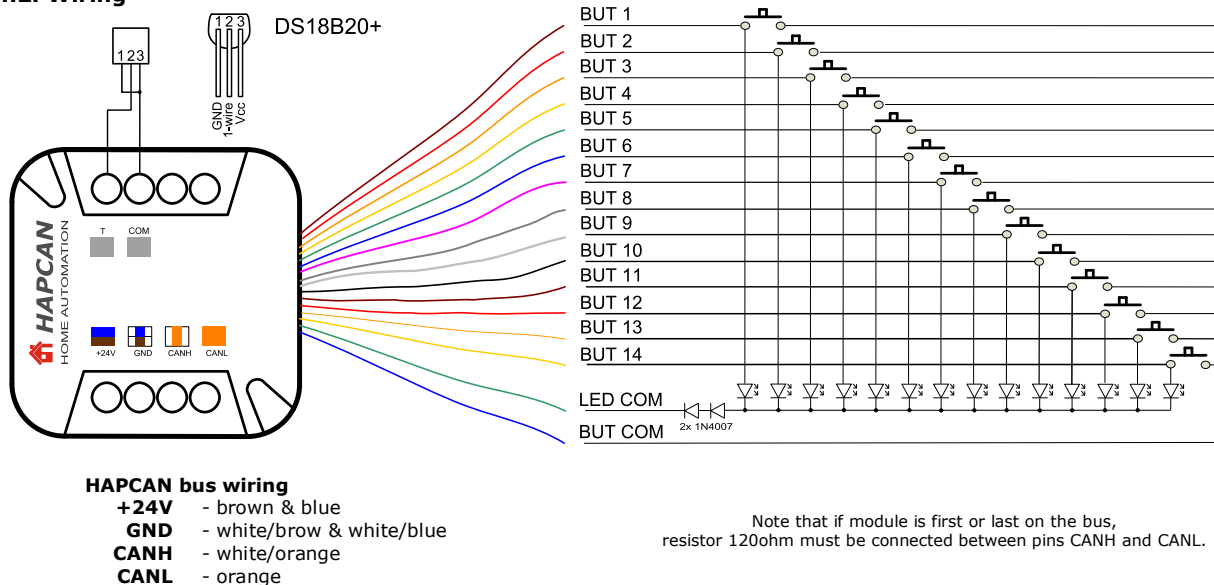 DS18B20+
1 2 3
123
GND
1-wire
Vcc
HAPCAN
HOME AUTOMATION
T COM
+24V GND CANH CANL
BUT 1
BUT 2
BUT 3
BUT 4
BUT 5
BUT 6
BUT 7
BUT 8
BUT 9
BUT 10
BUT 11
BUT 12
BUT 13
BUT 14
LED COM
2x 1N4007
BUT COM
HAPCAN bus wiring
+24V - brown & blue
GND - white/brow & white/blue
CANH - white/orange
CANL - orange
Note that if module is first or last on the bus,
resistor 120ohm must be connected between pins CANH and CANL.